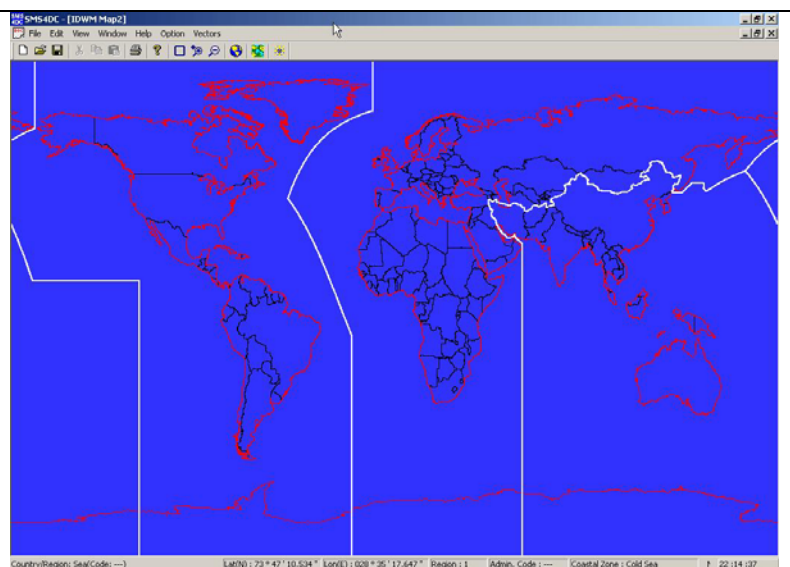 SMS4DC - [IDWM Map2]
File Edit View Window Help Option Vectors
Country/Region: Sea(Code: ---) Lat(N) : 73 ° 47 ' 10.534 " Lon(E) : 028 ° 35 ' 17.647 " Region : 1 Admin. Code : --- Coastal Zone : Cold Sea 22 :14 :37